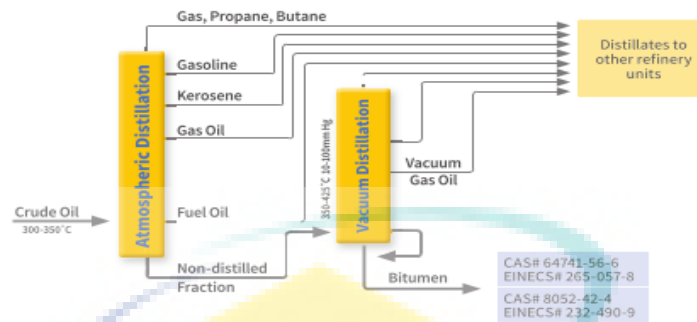 Gas, Propane, Butane
Gasoline
Kerosene
Gas Oil
Fuel Oil
Atmospheric Distillation
Crude Oil
300-350°C
Non-distilled
Fraction
350-425°C 10-100mm Hg
Vacuum Distillation
Vacuum
Gas Oil
Bitumen
Distillates to
other refinery
units
CAS# 64741-56-6
EINECS# 265-057-8
CAS# 8052-42-4
EINECS# 232-490-9